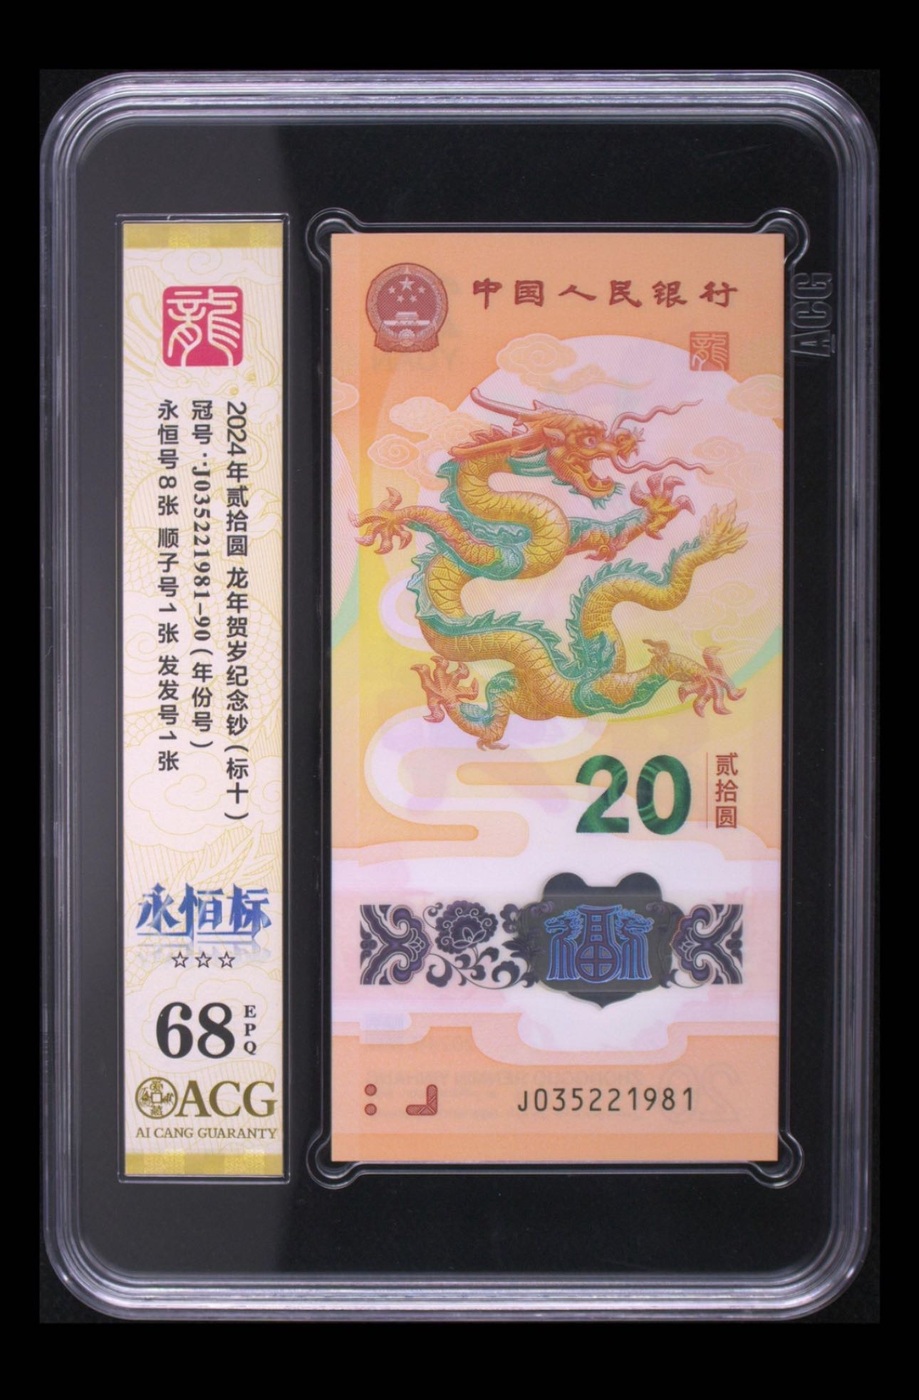 龍
2024年贰拾圆 龙年贺岁纪念钞(标十)
冠号:J035221981-90(年份号)
永恒号8张 顺子号1张 发发号1张
永恒标
☆☆☆
68 EPQ
ACG
AI CANG GUARANTY
中国人民银行
龍
20
贰拾圆
福
J035221981
ACG